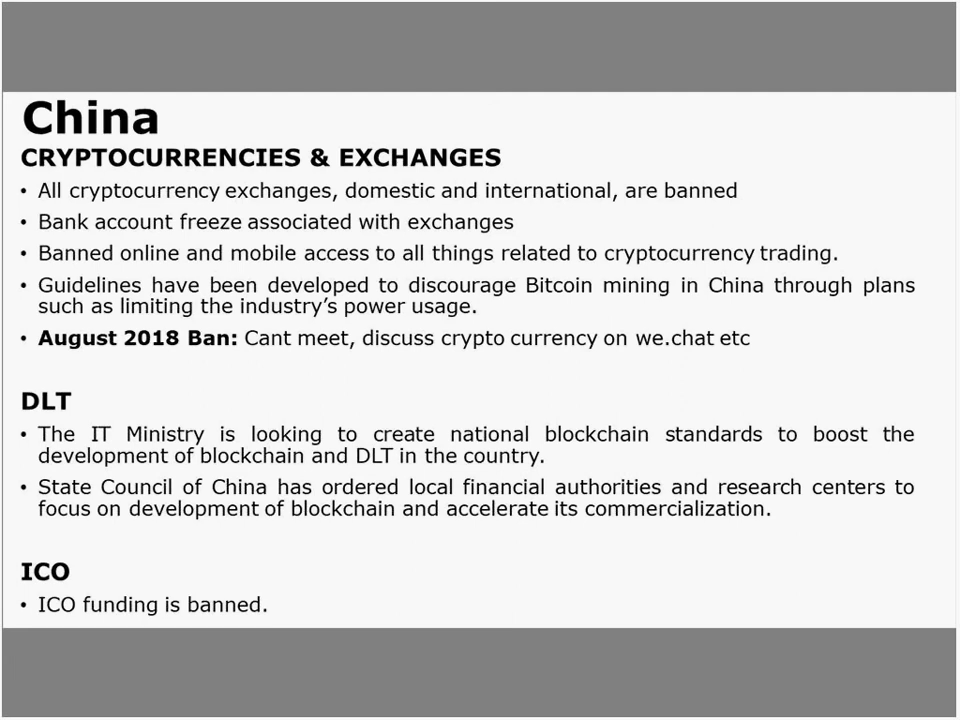 China
CRYPTOCURRENCIES & EXCHANGES
• All cryptocurrency exchanges, domestic and international, are banned
• Bank account freeze associated with exchanges
• Banned online and mobile access to all things related to cryptocurrency trading.
• Guidelines have been developed to discourage Bitcoin mining in China through plans
such as limiting the industry’s power usage.
• August 2018 Ban: Cant meet, discuss crypto currency on we.chat etc
DLT
• The IT Ministry is looking to create national blockchain standards to boost the
development of blockchain and DLT in the country.
• State Council of China has ordered local financial authorities and research centers to
focus on development of blockchain and accelerate its commercialization.
ICO
• ICO funding is banned.